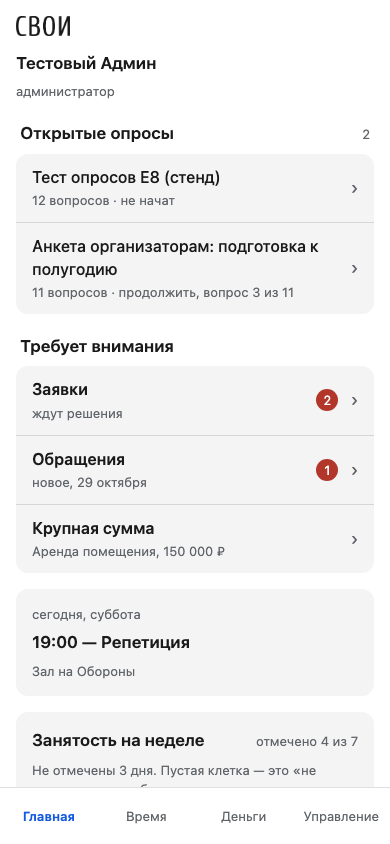 СВОИ
Тестовый Админ
администратор
Открытые опросы 2
Тест опросов Е8 (стенд)
12 вопросов · не начат
Анкета организаторам: подготовка к
полугодию
11 вопросов · продолжить, вопрос 3 из 11
Требует внимания
Заявки
ждут решения
2
Обращения
новое, 29 октября
1
Крупная сумма
Аренда помещения, 150 000 ₽
сегодня, суббота
19:00 — Репетиция
Зал на Обороны
Занятость на неделе отмечено 4 из 7
Не отмечены 3 дня. Пустая клетка — это «не
Главная Время Деньги Управление